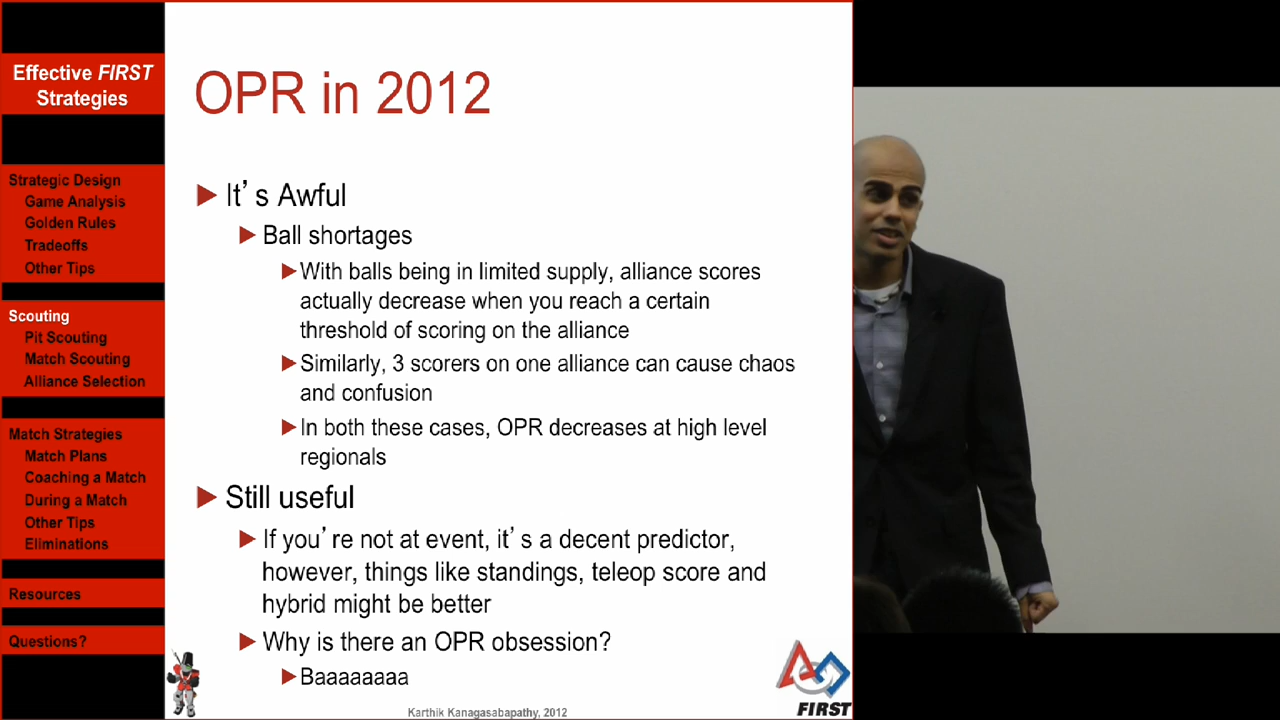 Effective FIRST
Strategies
Strategic Design
Game Analysis
Golden Rules
Tradeoffs
Other Tips
Scouting
Pit Scouting
Match Scouting
Alliance Selection
Match Strategies
Match Plans
Coaching a Match
During a Match
Other Tips
Eliminations
Resources
Questions?
OPR in 2012
It's Awful
Ball shortages
With balls being in limited supply, alliance scores
actually decrease when you reach a certain
threshold of scoring on the alliance
Similarly, 3 scorers on one alliance can cause chaos
and confusion
In both these cases, OPR decreases at high level
regionals
Still useful
If you're not at event, it's a decent predictor,
however, things like standings, teleop score and
hybrid might be better
Why is there an OPR obsession?
Baaaaaaaa
Karthik Kanagasabapathy, 2012
FIRST